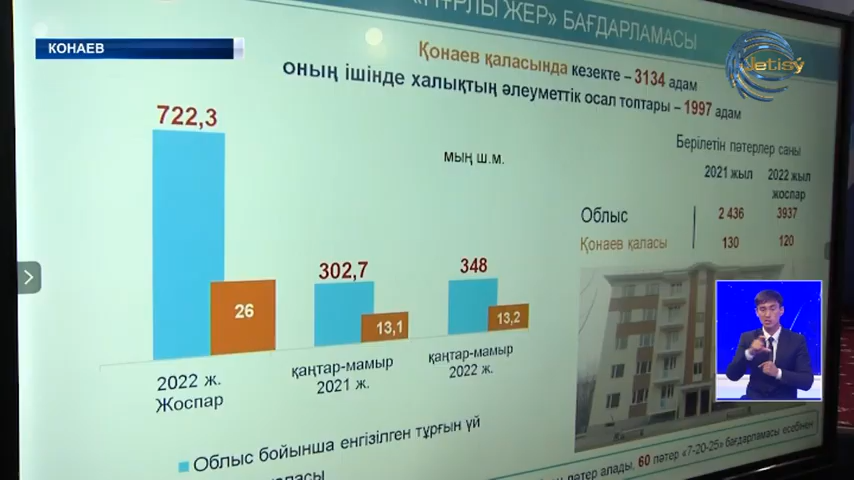 «НҰРЛЫ ЖЕР» БАҒДАРЛАМАСЫ
КОНАЕВ
Jetisý
Қонаев қаласында кезекте – 3134 адам
оның ішінде халықтың әлеуметтік осал топтары – 1997 адам
722,3
мың ш.м.
Берілетін пәтерлер саны
2021 жыл
2022 жыл
жоспар
Облыс 2 436 3937
Қонаев қаласы 130 120
302,7
348
26
13,1
13,2
2022 ж.
Жоспар
қаңтар-мамыр
2021 ж.
қаңтар-мамыр
2022 ж.
Облыс бойынша енгізілген тұрғын үй
пәтер алады, 60 пәтер «7-20-25» бағдарламасы есебінен